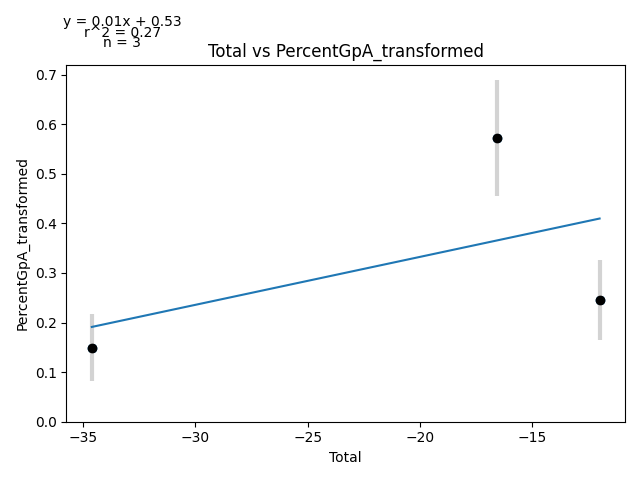 y = 0.01x + 0.53
r^2 = 0.27
n = 3
Total vs PercentGpA_transformed
PercentGpA_transformed
0.7
0.6
0.5
0.4
0.3
0.2
0.1
0.0
−35
−30
−25
−20
−15
Total